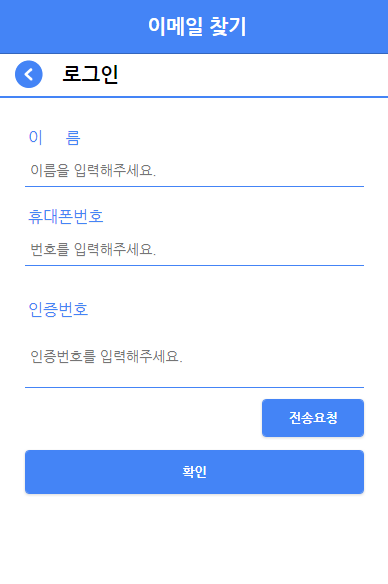 이메일 찾기
로그인
이 름
이름을 입력해주세요.
휴대폰번호
번호를 입력해주세요.
인증번호
인증번호를 입력해주세요.
전송요청
확인